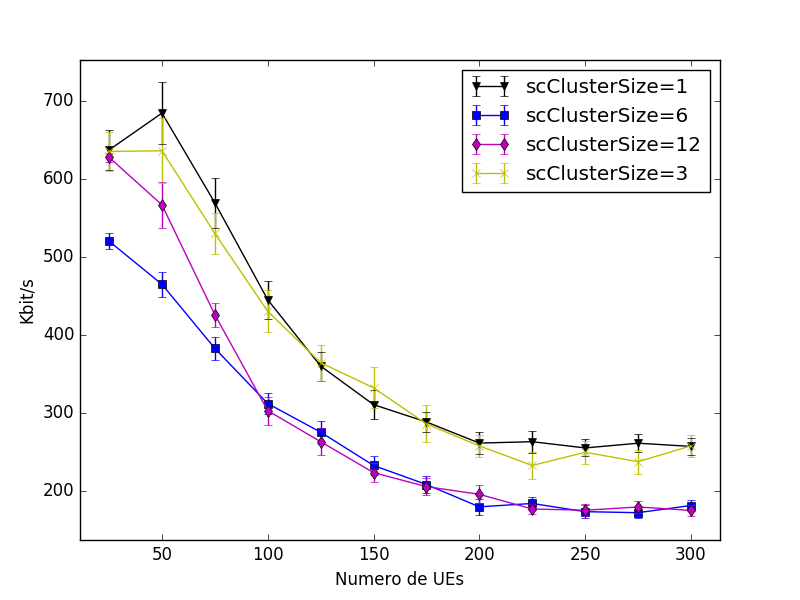 700
600
500
400
300
200
Kbit/s
scClusterSize=1
scClusterSize=6
scClusterSize=12
scClusterSize=3
50 100 150 200 250 300
Numero de UEs